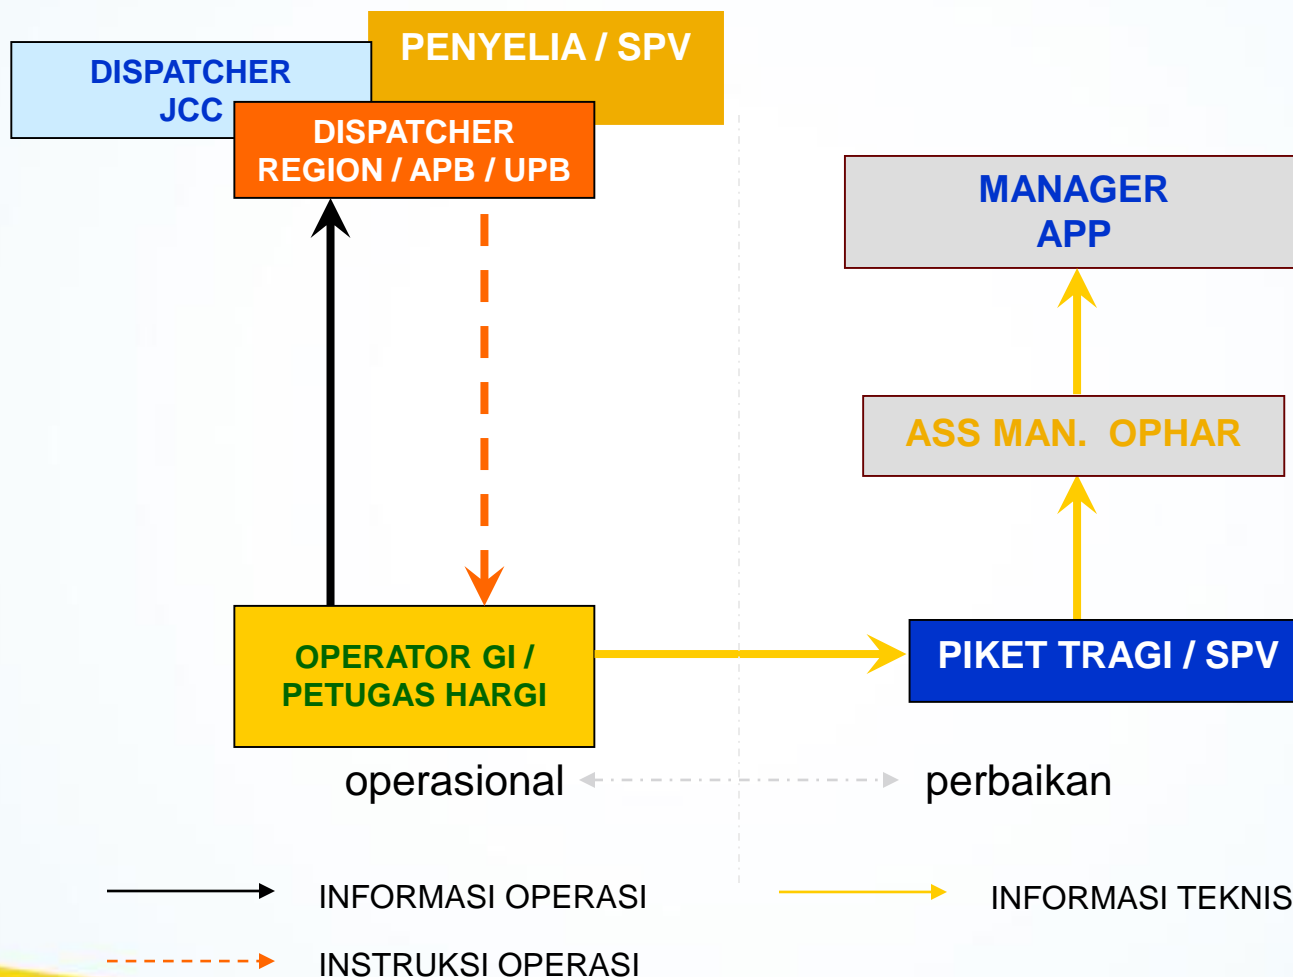 PENYELIA / SPV
DISPATCHER
JCC
DISPATCHER
REGION / APB / UPB
MANAGER
APP
ASS MAN. OPHAR
OPERATOR GI /
PETUGAS HARGI
PIKET TRAGI / SPV
operasional
perbaikan
INFORMASI OPERASI
INFORMASI TEKNIS
INSTRUKSI OPERASI